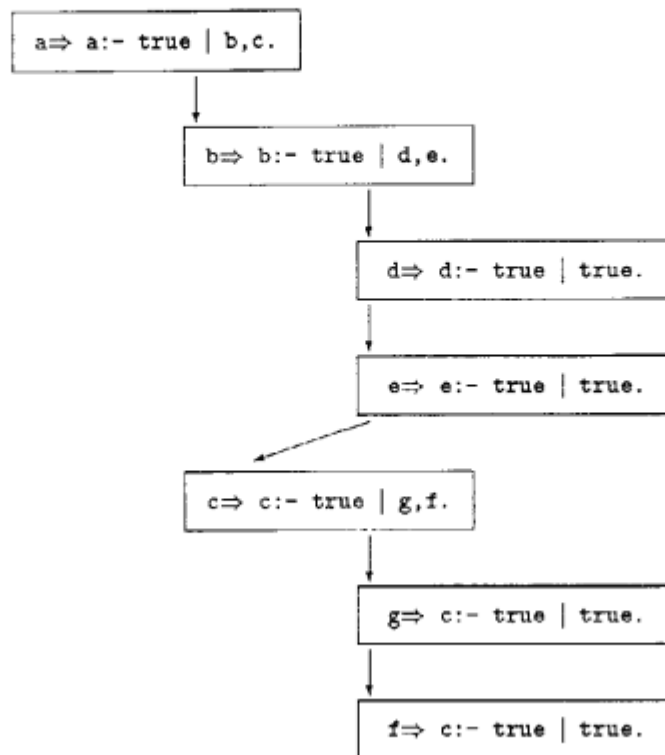 a⇒ a:- true | b,c.
b⇒ b:- true | d,e.
d⇒ d:- true | true.
e⇒ e:- true | true.
c⇒ c:- true | g,f.
g⇒ c:- true | true.
f⇒ c:- true | true.